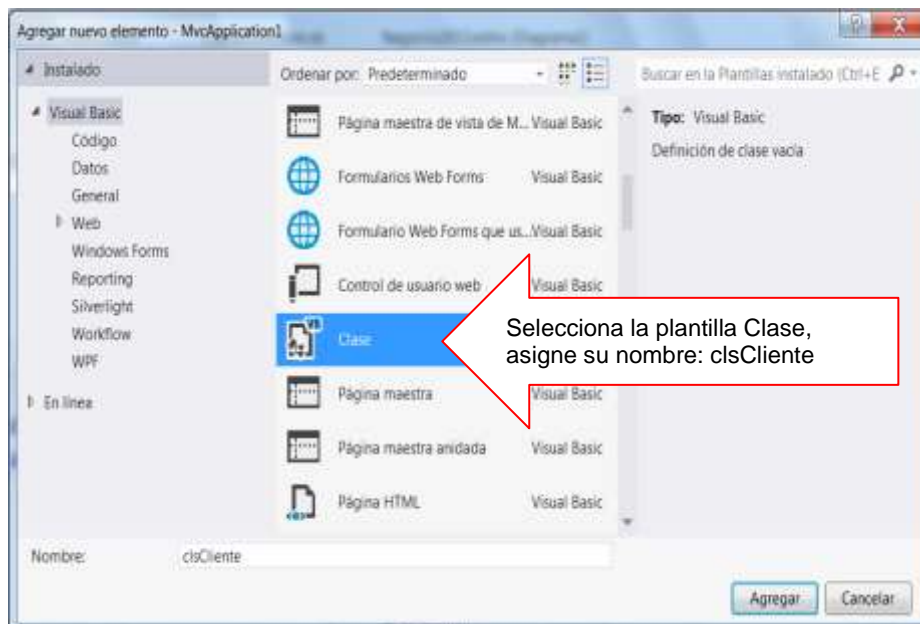 Agregar nuevo elemento - MvcApplication1
Instalado
Ordenar por: Predeterminado
Buscar en la Plantillas instalado (Ctrl+E
Visual Basic
Código
Datos
General
Web
Windows Forms
Reporting
Silverlight
Workflow
WPF
En línea
Página maestra de vista de M... Visual Basic
Formularios Web Forms Visual Basic
Formulario Web Forms que us... Visual Basic
Control de usuario web Visual Basic
VB
Clase
Página maestra Visual Basic
Página maestra anidada Visual Basic
Página HTML Visual Basic
Tipo: Visual Basic
Definición de clase vacía
Selecciona la plantilla Clase,
asigne su nombre: clsCliente
Nombre: clsCliente
Agregar Cancelar